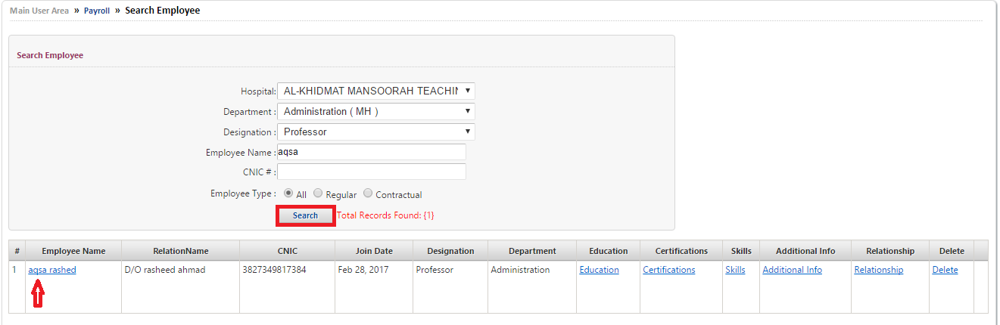 Main User Area » Payroll » Search Employee
Search Employee
Hospital: AL-KHIDMAT MANSOORAH TEACHIN
Department : Administration ( MH )
Designation : Professor
Employee Name : aqsa
CNIC # :
Employee Type : All Regular Contractual
Search Total Records Found: {1}
# Employee Name RelationName CNIC Join Date Designation Department Education Certifications Skills Additional Info Relationship Delete
1 aqsa rashed D/O rasheed ahmad 3827349817384 Feb 28, 2017 Professor Administration Education Certifications Skills Additional Info Relationship Delete